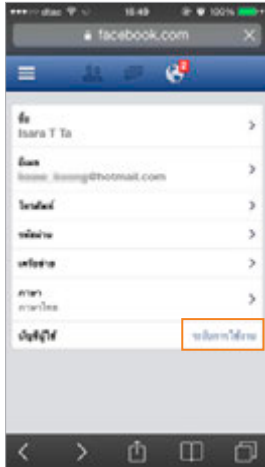 dtac 16:49 100%
facebook.com
ชื่อ
Isara T Ta
อีเมล
@hotmail.com
โทรศัพท์
รหัสผ่าน
เครือข่าย
ภาษา
ภาษาไทย
บัญชีผู้ใช้ ระงับการใช้งาน